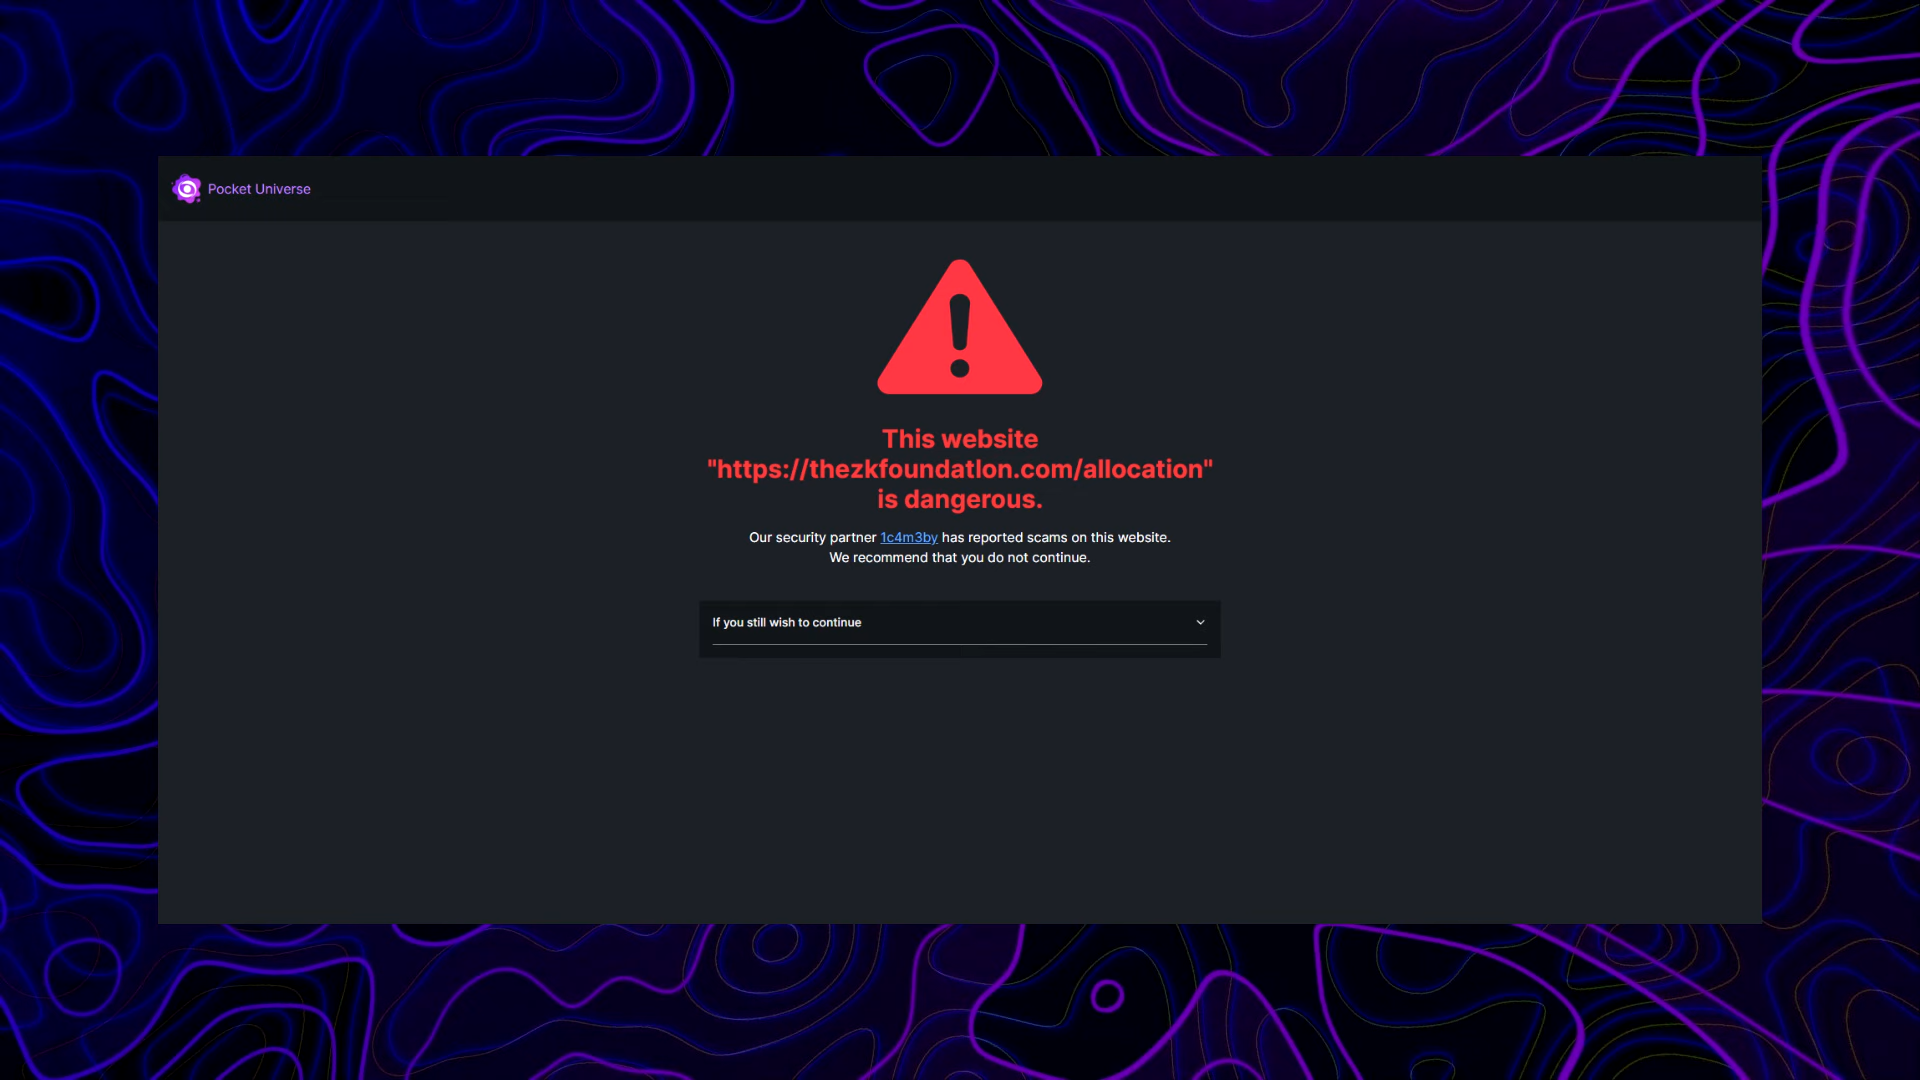 Pocket Universe
This website
"https://thezkfoundatlon.com/allocation"
is dangerous.
Our security partner 1c4m3by has reported scams on this website.
We recommend that you do not continue.
If you still wish to continue